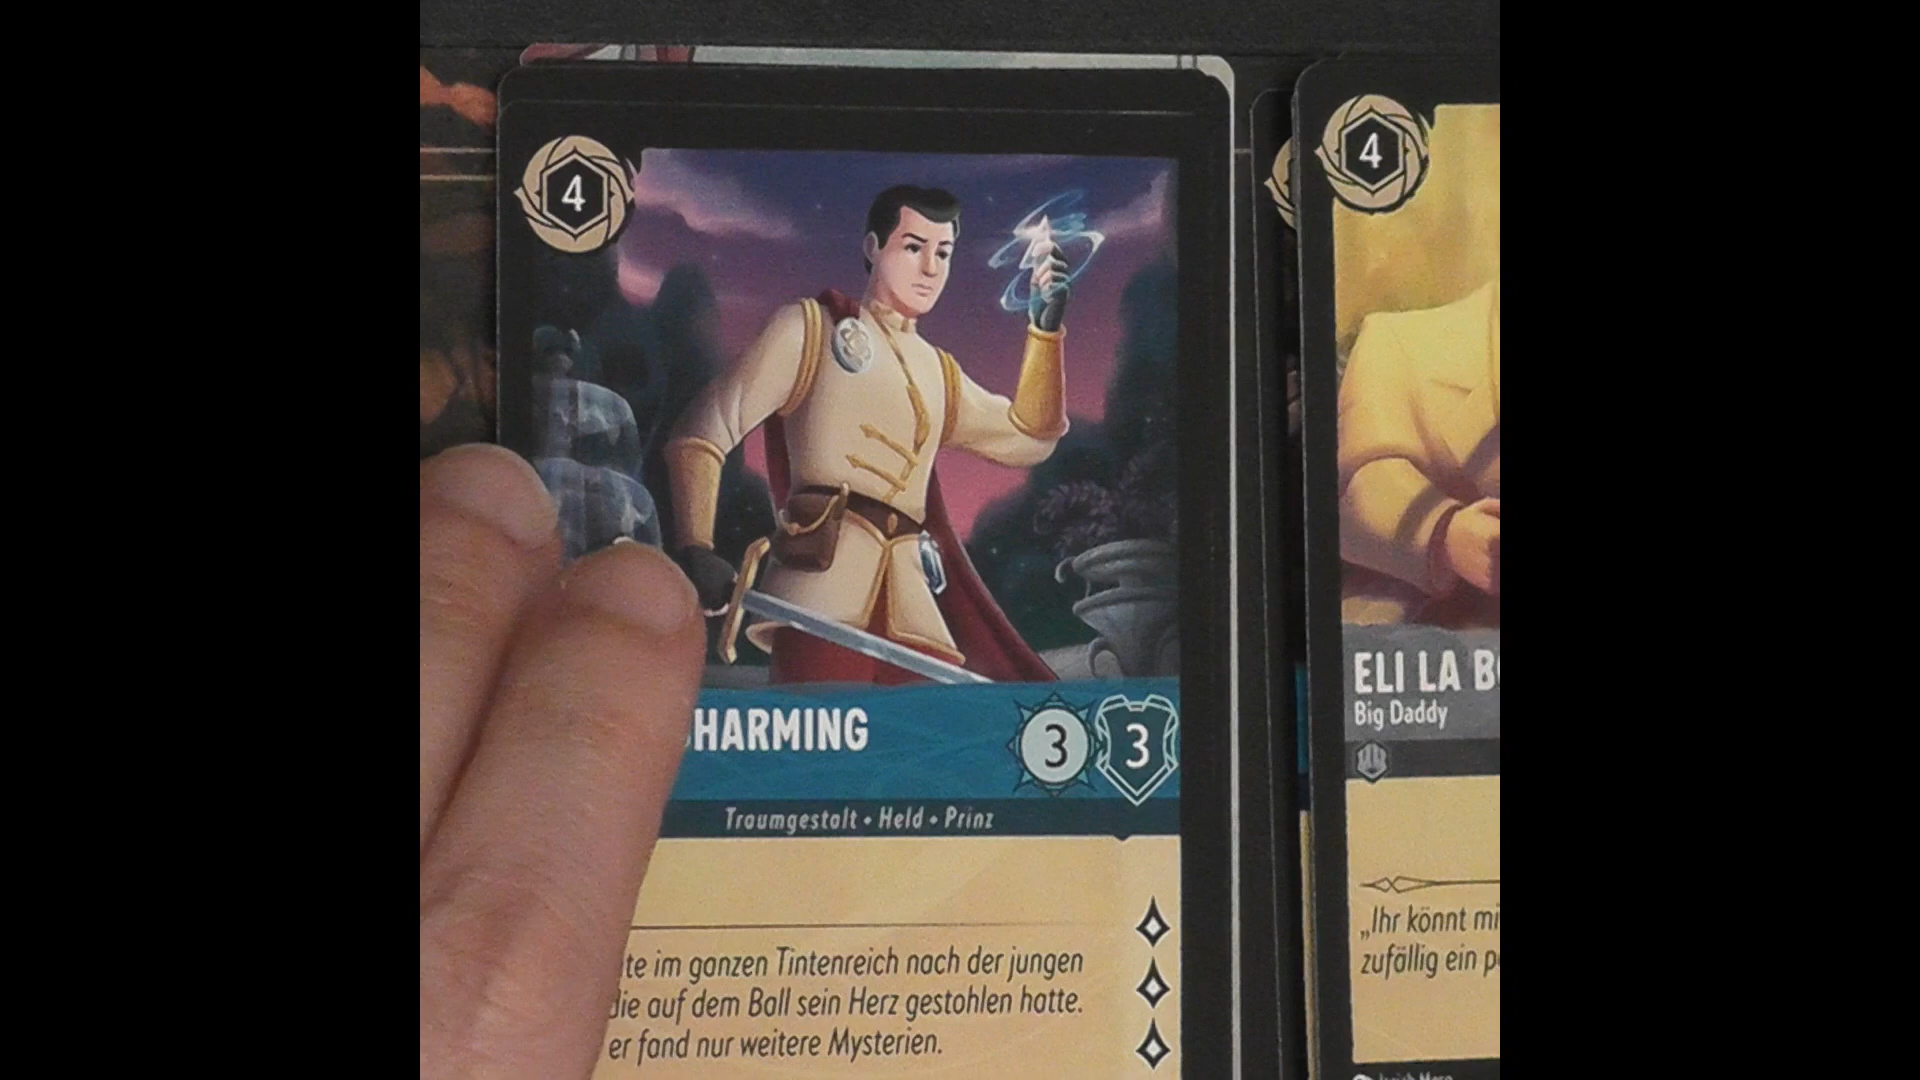 4
HARMING
3 3
Traumgestalt • Held • Prinz
te im ganzen Tintenreich nach der jungen
die auf dem Ball sein Herz gestohlen hatte.
er fand nur weitere Mysterien.
4
ELI LA B
Big Daddy
„Ihr könnt mi
zufällig ein p